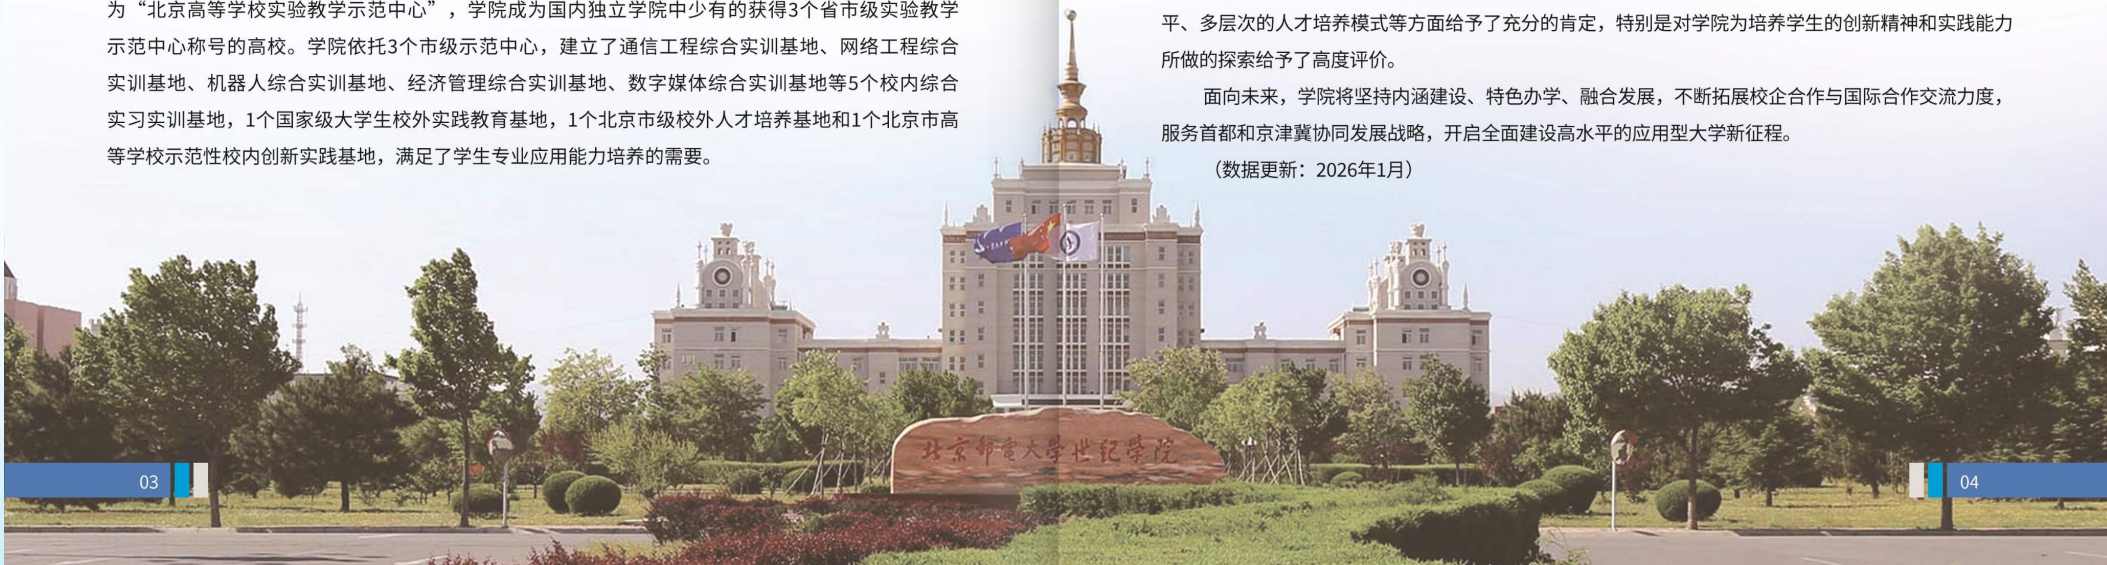 为“北京高等学校实验教学示范中心”，学院成为国内独立学院中少有的获得3个省市级实验教学
示范中心称号的高校。学院依托3个市级示范中心，建立了通信工程综合实训基地、网络工程综合
实训基地、机器人综合实训基地、经济管理综合实训基地、数字媒体综合实训基地等5个校内综合
实习实训基地，1个国家级大学生校外实践教育基地，1个北京市级校外人才培养基地和1个北京市高
等学校示范性校内创新实践基地，满足了学生专业应用能力培养的需要。
平、多层次的人才培养模式等方面给予了充分的肯定，特别是对学院为培养学生的创新精神和实践能力
所做的探索给予了高度评价。
面向未来，学院将坚持内涵建设、特色办学、融合发展，不断拓展校企合作与国际合作交流力度，
服务首都和京津冀协同发展战略，开启全面建设高水平的应用型大学新征程。
（数据更新：2026年1月）
北京邮电大学世纪学院
03
04